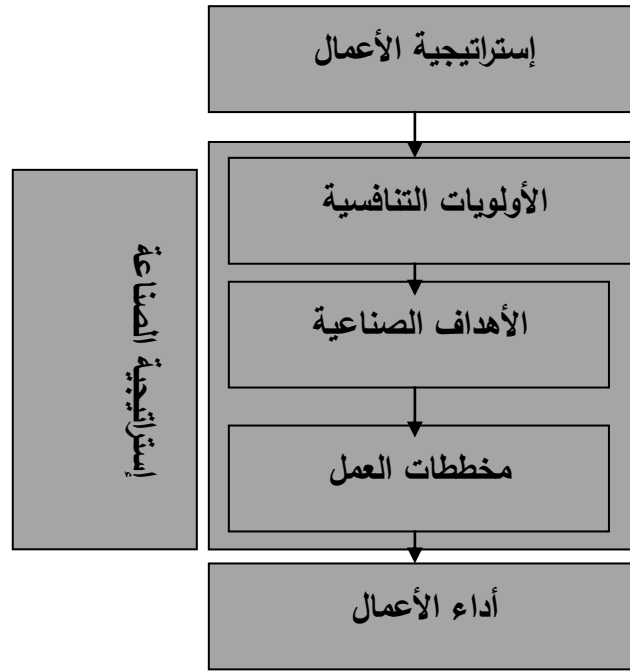 إستراتيجية الأعمال
الأولويات التنافسية
إستراتيجية الصناعة
الأهداف الصناعية
مخططات العمل
أداء الأعمال